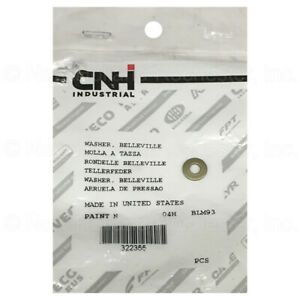 CNH
INDUSTRIAL
WASHER, BELLEVILLE
MOLLA A TAZZA
RONDELLE BELLEVILLE
TELLERFEDER
WASHER, BELLEVILLE
ARRUELA DE PRESSAO
MADE IN UNITED STATES
PAINT N 04H BLM93
322355
PCS